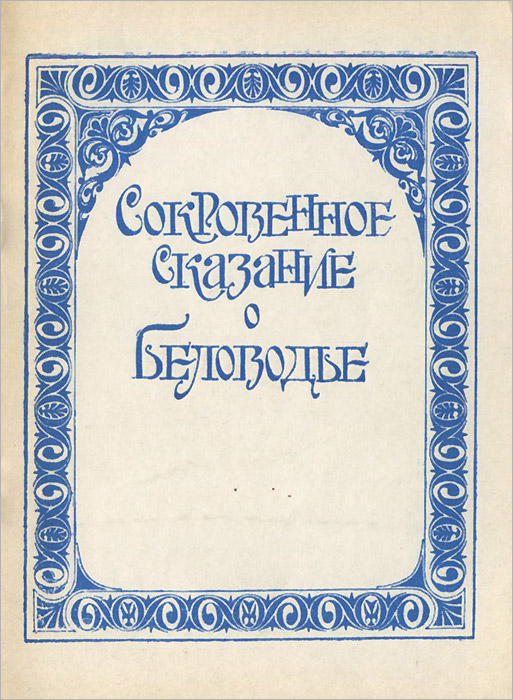 Сокровенное
сказание
о
Беловодье